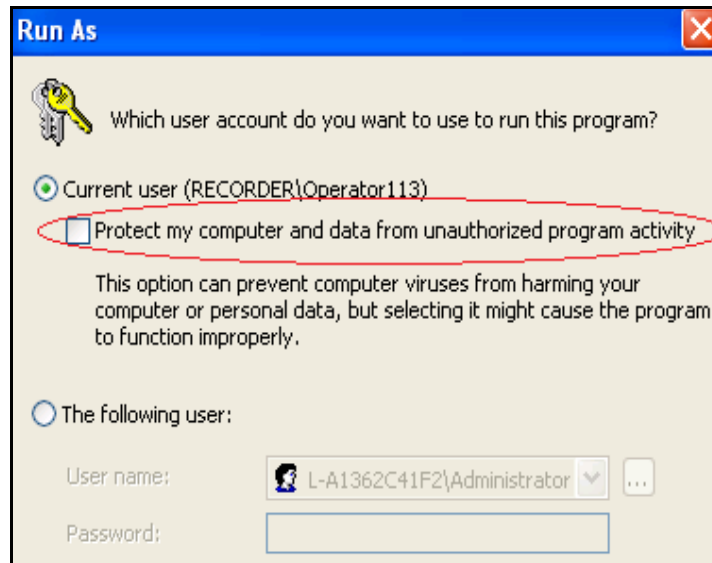 Run As
Which user account do you want to use to run this program?
Current user (RECORDER\Operator113)
Protect my computer and data from unauthorized program activity
This option can prevent computer viruses from harming your
computer or personal data, but selecting it might cause the program
to function improperly.
The following user:
User name:
L-A1362C41F2\Administrator
...
Password: